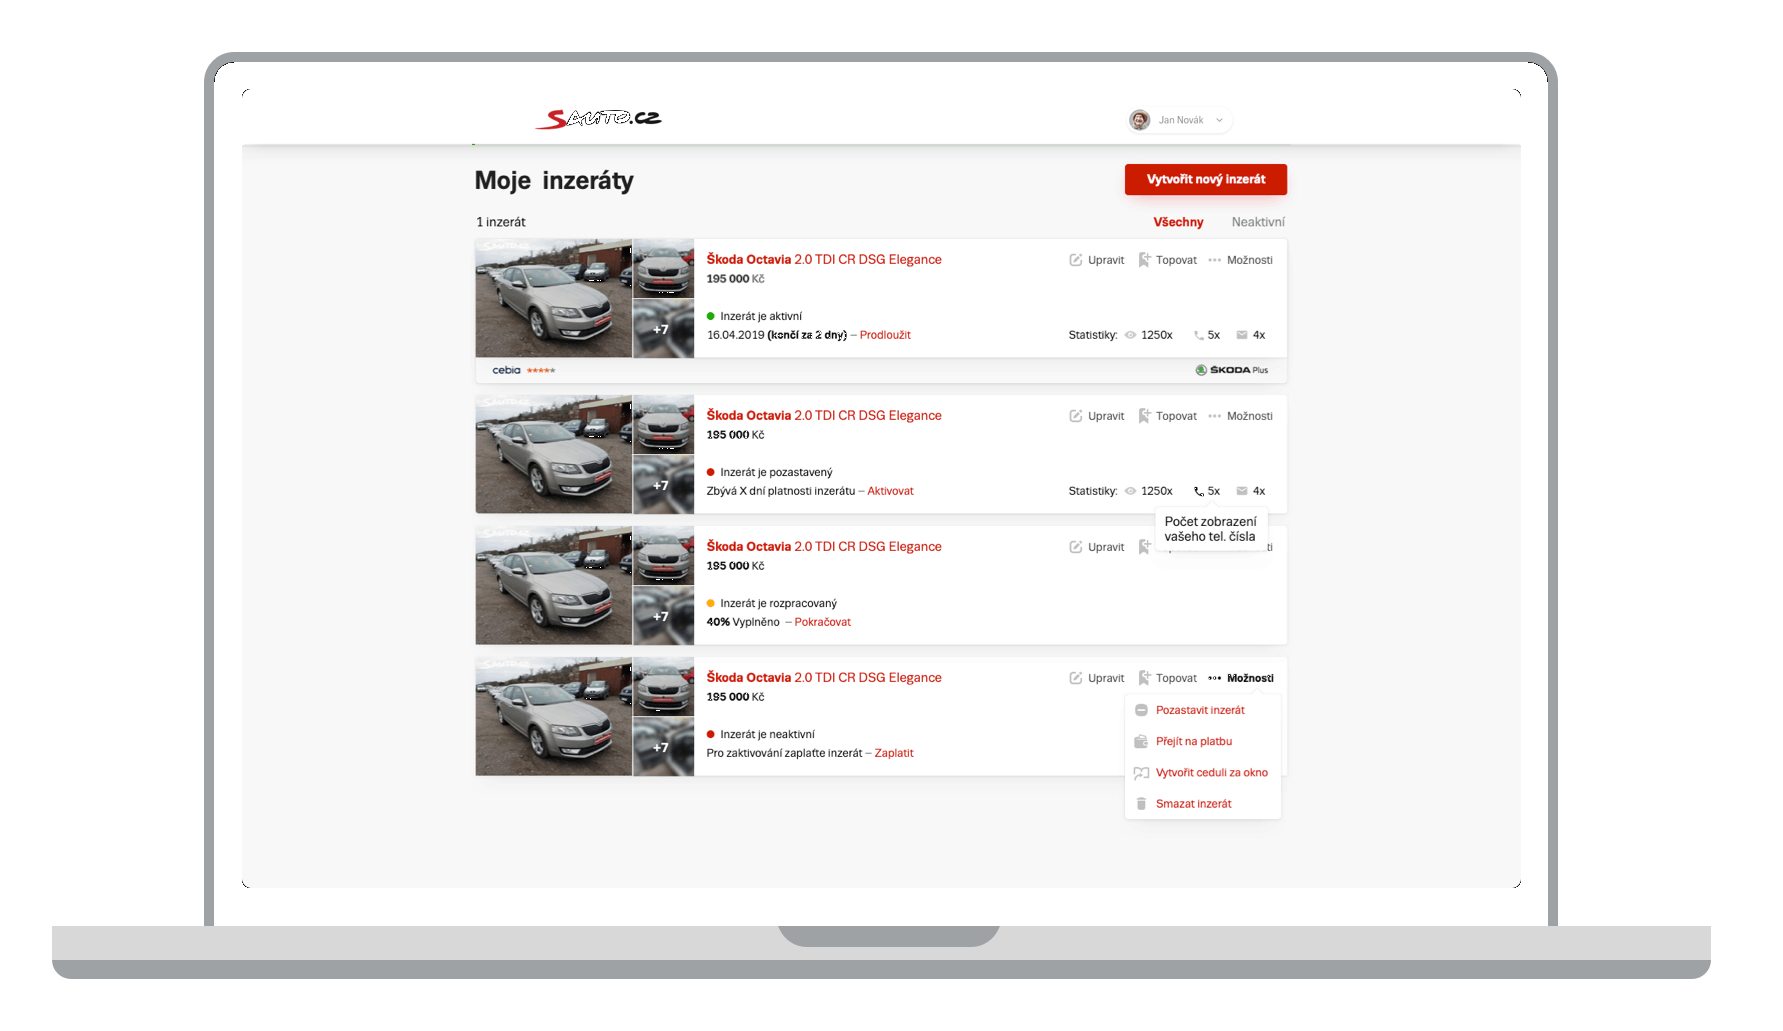 SAUTO.CZ
Jan Novák
Moje inzeráty
Vytvořit nový inzerát
1 inzerát
Všechny
Neaktivní
Škoda Octavia 2.0 TDI CR DSG Elegance
Upravit
Topovat
Možnosti
195 000 Kč
+7
Inzerát je aktivní
16.04.2019 (končí za 2 dny) – Prodloužit
Statistiky: 1250x 5x 4x
cebia
ŠKODA Plus
Škoda Octavia 2.0 TDI CR DSG Elegance
Upravit
Topovat
Možnosti
195 000 Kč
+7
Inzerát je pozastavený
Zbývá X dní platnosti inzerátu – Aktivovat
Statistiky: 1250x 5x 4x
Počet zobrazení
vašeho tel. čísla
Škoda Octavia 2.0 TDI CR DSG Elegance
Upravit
ti
195 000 Kč
+7
Inzerát je rozpracovaný
40% Vyplněno – Pokračovat
Škoda Octavia 2.0 TDI CR DSG Elegance
Upravit
Topovat
Možnosti
195 000 Kč
+7
Inzerát je neaktivní
Pro zaktivování zaplaťte inzerát – Zaplatit
Pozastavit inzerát
Přejít na platbu
Vytvořit ceduli za okno
Smazat inzerát